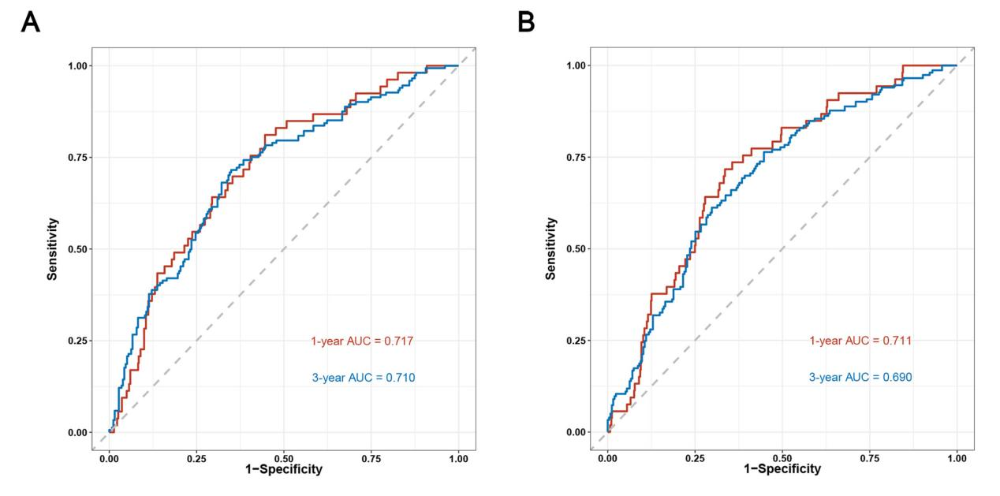 A
1.00
0.75
0.50
0.25
0.00
Sensitivity
1-year AUC = 0.717
3-year AUC = 0.710
0.00 0.25 0.50 0.75 1.00
1−Specificity
B
1.00
0.75
0.50
0.25
0.00
Sensitivity
1-year AUC = 0.711
3-year AUC = 0.690
0.00 0.25 0.50 0.75 1.00
1−Specificity